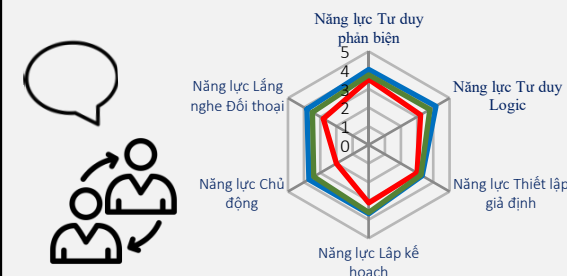 Năng lực Tư duy
phản biện
5
4
3
2
1
0
Năng lực Tư duy
Logic
Năng lực Thiết lập
giả định
Năng lực Lập kế
hoạch
Năng lực Chủ
động
Năng lực Lắng
nghe Đối thoại